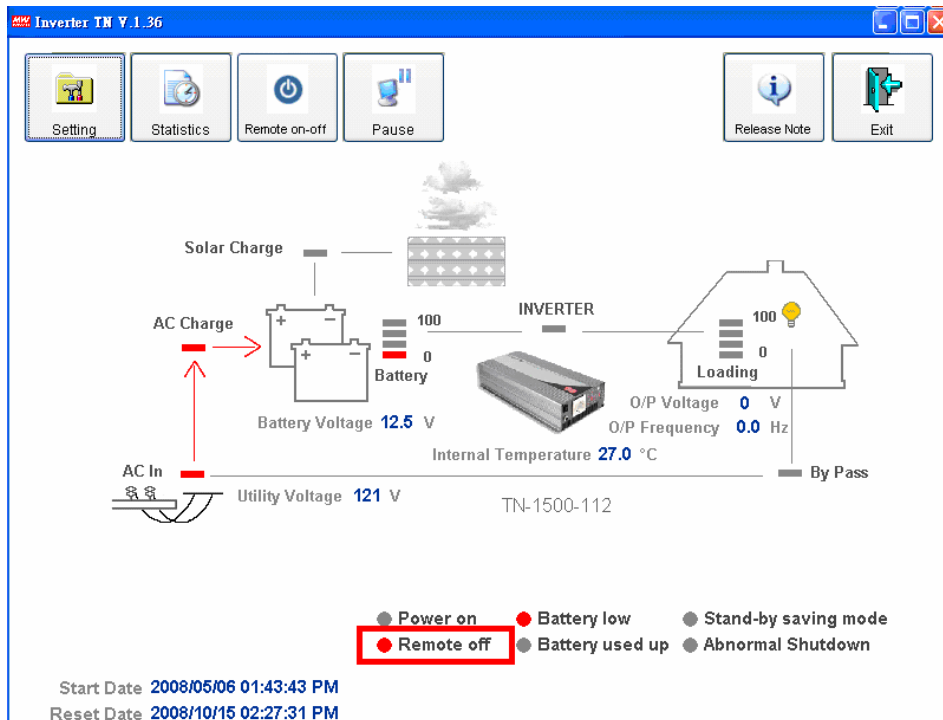 MW Inverter TN V.1.36
Setting
Statistics
Remote on-off
Pause
Release Note
Exit
Solar Charge
AC Charge
+ −
+ −
100
0
Battery
INVERTER
100
0
Loading
Battery Voltage 12.5 V
O/P Voltage 0 V
O/P Frequency 0.0 Hz
Internal Temperature 27.0 °C
AC In
By Pass
Utility Voltage 121 V
TN-1500-112
Power on
Battery low
Stand-by saving mode
Remote off
Battery used up
Abnormal Shutdown
Start Date 2008/05/06 01:43:43 PM
Reset Date 2008/10/15 02:27:31 PM